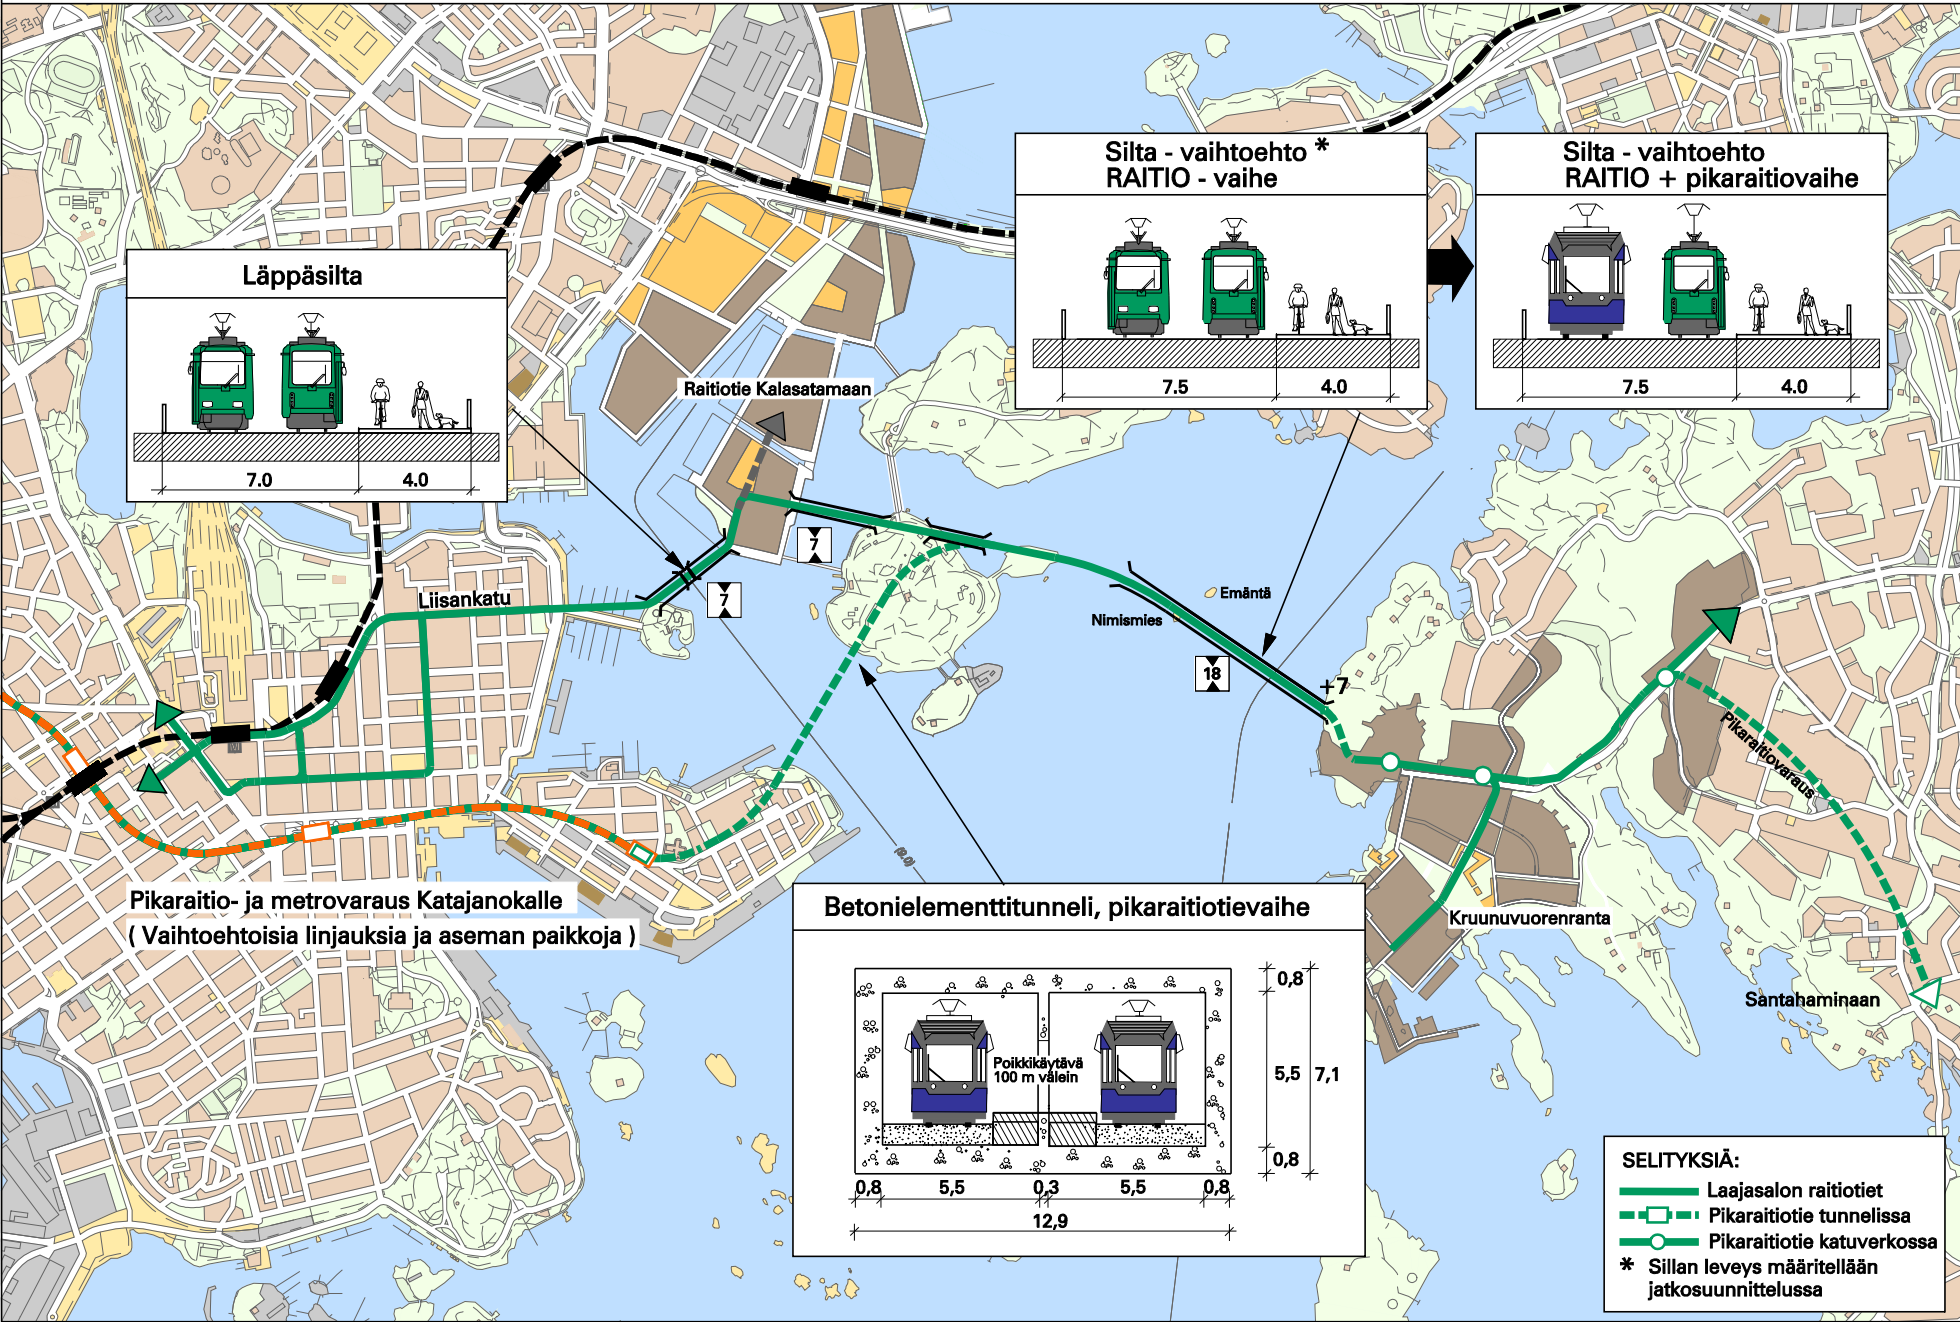 Silta - vaihtoehto *
RAITIO - vaihe
7.5
4.0
Silta - vaihtoehto
RAITIO + pikaraitiovaihe
7.5
4.0
Läppäsilta
7.0
4.0
Raitiotie Kalasatamaan
7
7
Liisankatu
Emäntä
Nimismies
18
+7
M
Pikaraitiovaraus
Pikaraitio- ja metrovaraus Katajanokalle
( Vaihtoehtoisia linjauksia ja aseman paikkoja )
Kruunuvuorenranta
Santahaminaan
Betonielementtitunneli, pikaraitiotievaihe
Poikkikäytävä
100 m välein
0,8
5,5
7,1
0,8
0,8
5,5
0,3
5,5
0,8
12,9
SELITYKSIÄ:
Laajasalon raitiotiet
Pikaraitiotie tunnelissa
Pikaraitiotie katuverkossa
* Sillan leveys määritellään
jatkosuunnittelussa